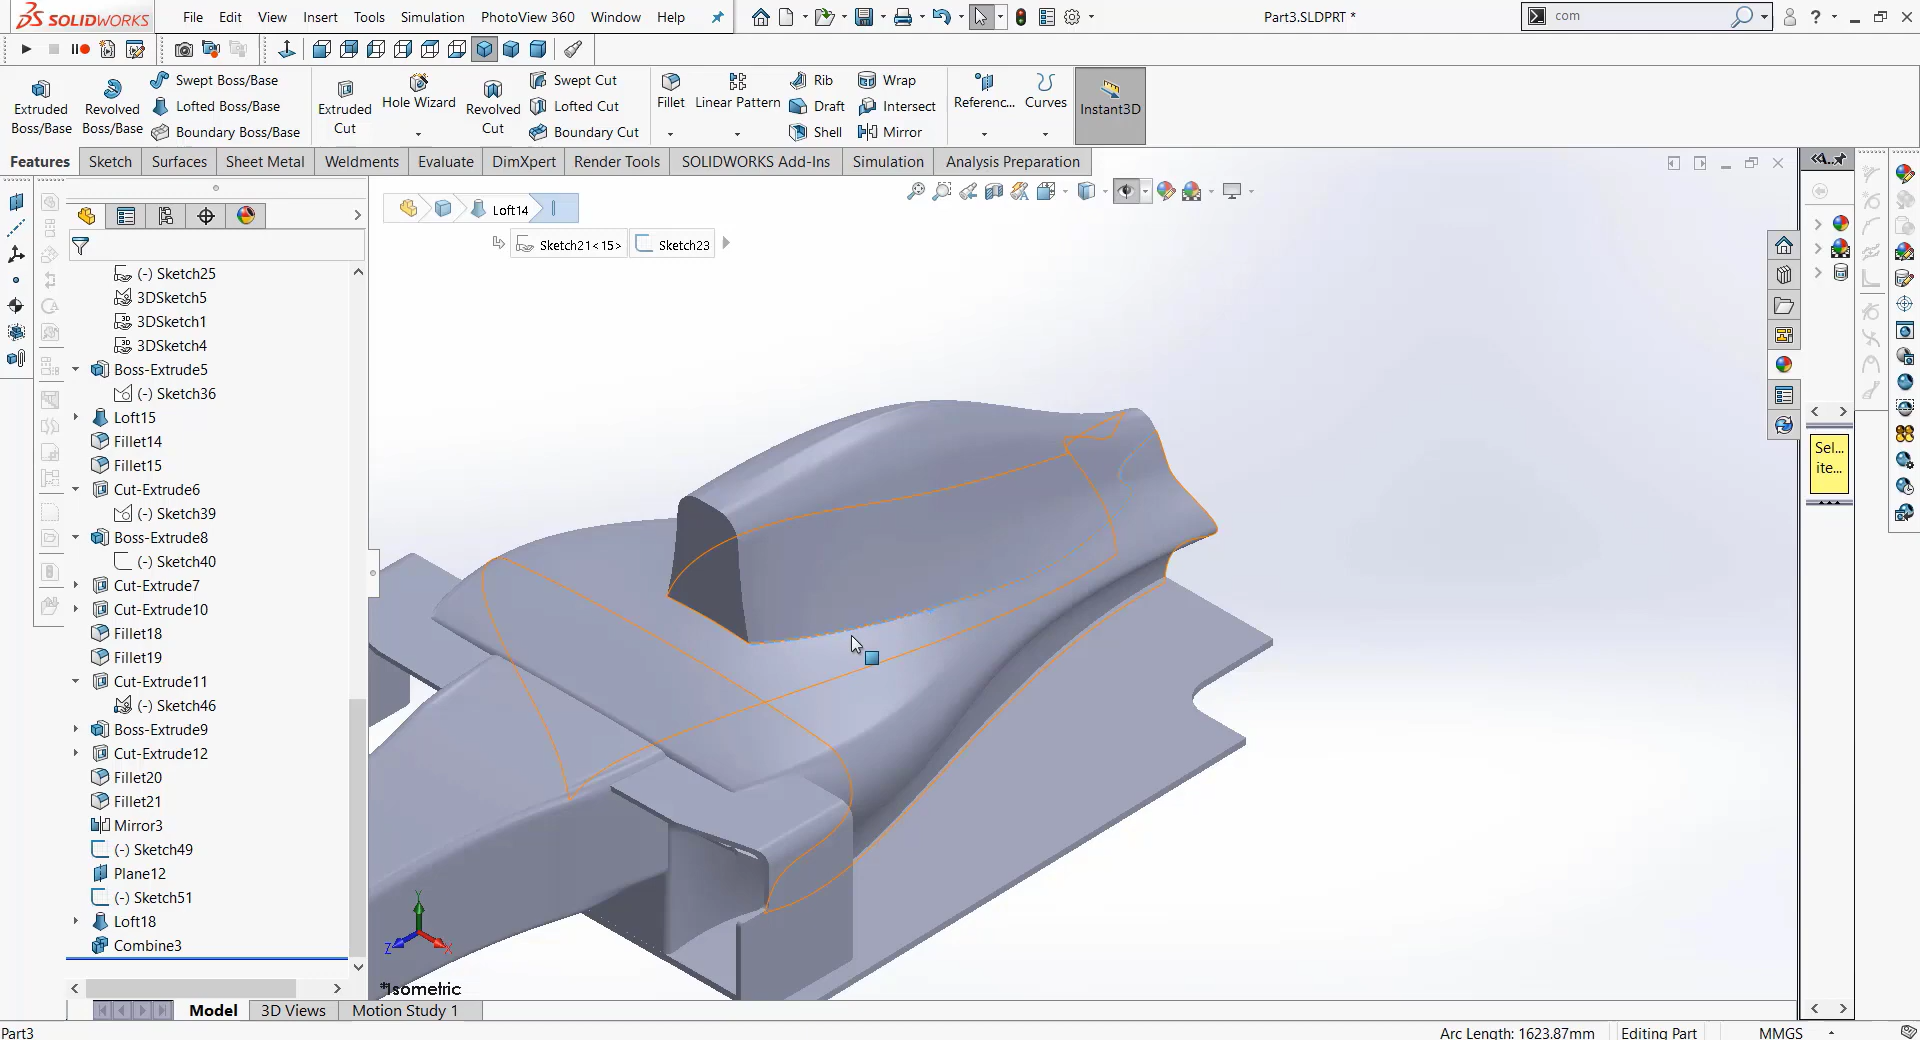 SOLIDWORKS
File Edit View Insert Tools Simulation PhotoView 360 Window Help
Part3.SLDPRT *
com
Extruded Boss/Base
Revolved Boss/Base
Swept Boss/Base
Lofted Boss/Base
Boundary Boss/Base
Extruded Cut
Hole Wizard
Revolved Cut
Swept Cut
Lofted Cut
Boundary Cut
Fillet
Linear Pattern
Rib
Draft
Shell
Wrap
Intersect
Mirror
Referenc...
Curves
Instant3D
Features Sketch Surfaces Sheet Metal Weldments Evaluate DimXpert Render Tools SOLIDWORKS Add-Ins Simulation Analysis Preparation
Loft14
Sketch21<15> Sketch23
(-) Sketch25
3DSketch5
3DSketch1
3DSketch4
Boss-Extrude5
(-) Sketch36
Loft15
Fillet14
Fillet15
Cut-Extrude6
(-) Sketch39
Boss-Extrude8
(-) Sketch40
Cut-Extrude7
Cut-Extrude10
Fillet18
Fillet19
Cut-Extrude11
(-) Sketch46
Boss-Extrude9
Cut-Extrude12
Fillet20
Fillet21
Mirror3
(-) Sketch49
Plane12
(-) Sketch51
Loft18
Combine3
Sel...
ite...
Y
Z
X
*Isometric
Model 3D Views Motion Study 1
Part3
Arc Length: 1623.87mm Editing Part MMGS